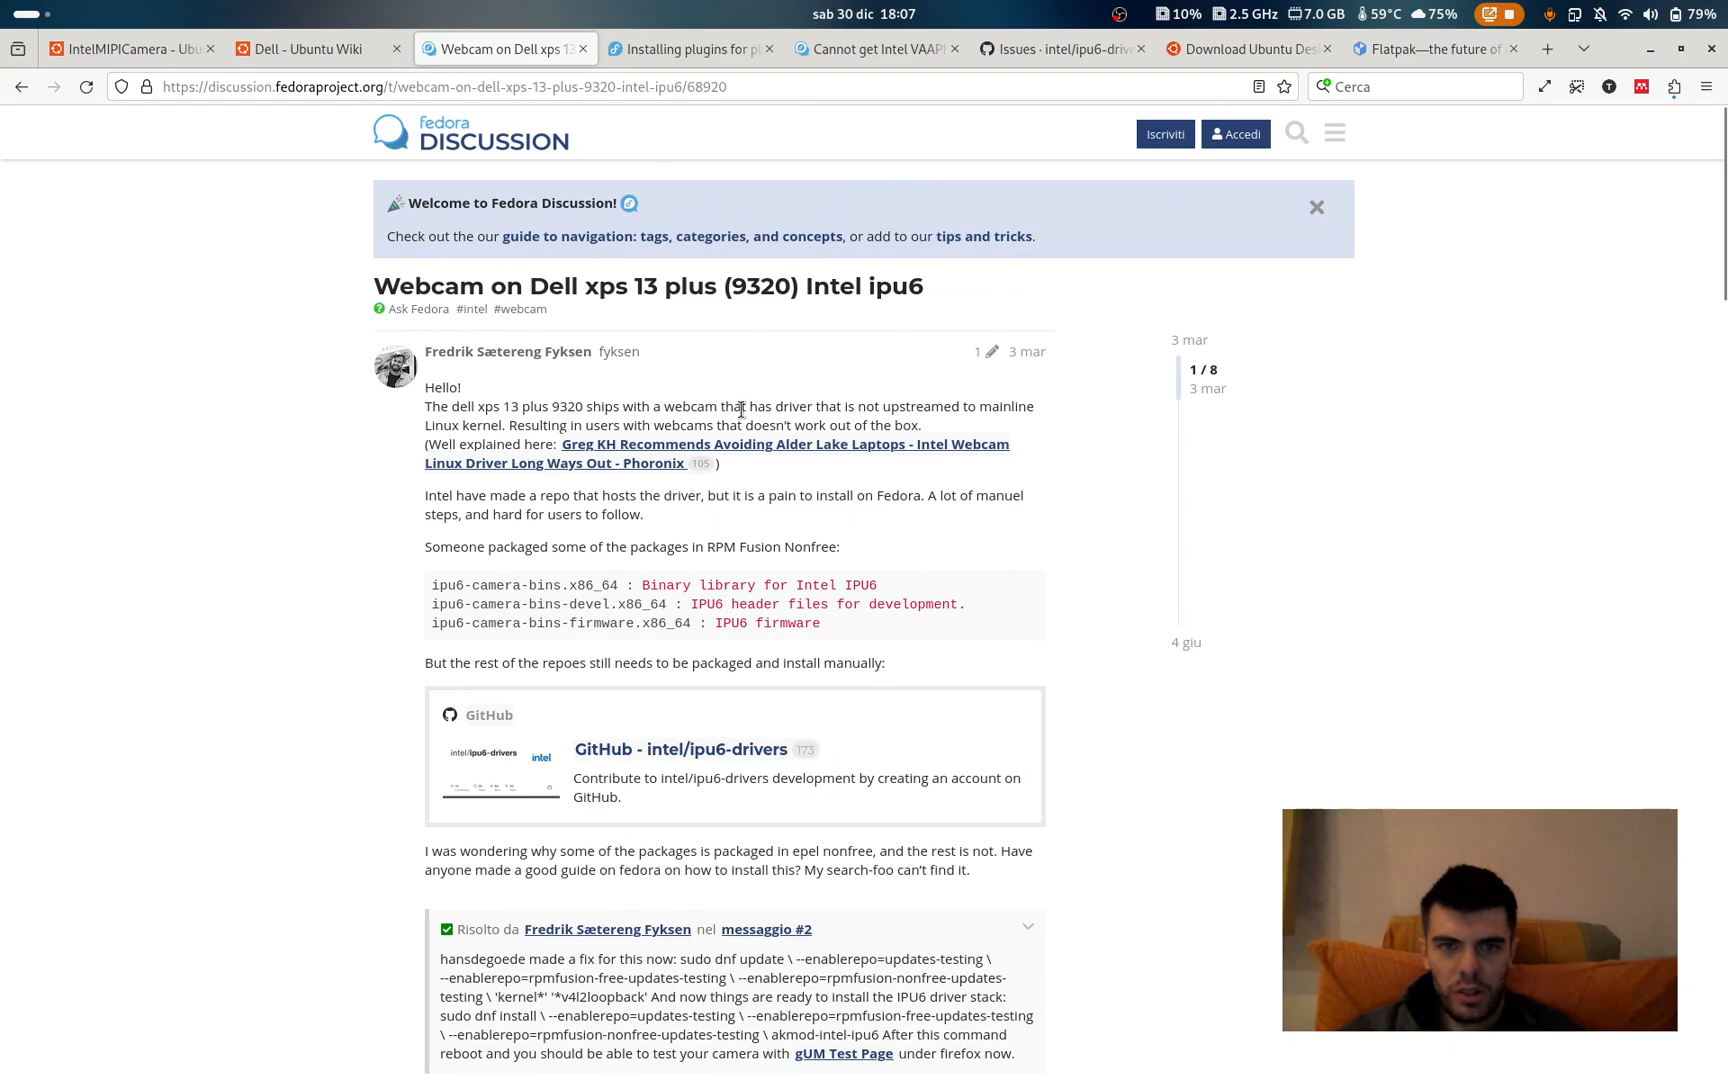 sab 30 dic 18:07
10% 2.5 GHz 7.0 GB 59°C 75% 79%
IntelMIPICamera - Ubu
Dell - Ubuntu Wiki
Webcam on Dell xps 13
Installing plugins for pl
Cannot get Intel VAAPI
Issues · intel/ipu6-drive
Download Ubuntu Des
Flatpak—the future of
https://discussion.fedoraproject.org/t/webcam-on-dell-xps-13-plus-9320-intel-ipu6/68920
Cerca
fedora
DISCUSSION
Iscriviti
Accedi
Welcome to Fedora Discussion!
Check out the our guide to navigation: tags, categories, and concepts, or add to our tips and tricks.
Webcam on Dell xps 13 plus (9320) Intel ipu6
Ask Fedora #intel #webcam
Fredrik Sætereng Fyksen fyksen
1 3 mar
3 mar
1 / 8
3 mar
4 giu
Hello!
The dell xps 13 plus 9320 ships with a webcam that has driver that is not upstreamed to mainline
Linux kernel. Resulting in users with webcams that doesn’t work out of the box.
(Well explained here: Greg KH Recommends Avoiding Alder Lake Laptops - Intel Webcam
Linux Driver Long Ways Out - Phoronix 105 )
Intel have made a repo that hosts the driver, but it is a pain to install on Fedora. A lot of manuel
steps, and hard for users to follow.
Someone packaged some of the packages in RPM Fusion Nonfree:
ipu6-camera-bins.x86_64 : Binary library for Intel IPU6
ipu6-camera-bins-devel.x86_64 : IPU6 header files for development.
ipu6-camera-bins-firmware.x86_64 : IPU6 firmware
But the rest of the repoes still needs to be packaged and install manually:
GitHub
intel/ipu6-drivers
intel
GitHub - intel/ipu6-drivers 173
Contribute to intel/ipu6-drivers development by creating an account on
GitHub.
I was wondering why some of the packages is packaged in epel nonfree, and the rest is not. Have
anyone made a good guide on fedora on how to install this? My search-foo can’t find it.
Risolto da Fredrik Sætereng Fyksen nel messaggio #2
hansdegoede made a fix for this now: sudo dnf update \ --enablerepo=updates-testing \
--enablerepo=rpmfusion-free-updates-testing \ --enablerepo=rpmfusion-nonfree-updates-
testing \ 'kernel*' '*v4l2loopback' And now things are ready to install the IPU6 driver stack:
sudo dnf install \ --enablerepo=updates-testing \ --enablerepo=rpmfusion-free-updates-testing
\ --enablerepo=rpmfusion-nonfree-updates-testing \ akmod-intel-ipu6 After this command
reboot and you should be able to test your camera with gUM Test Page under firefox now.